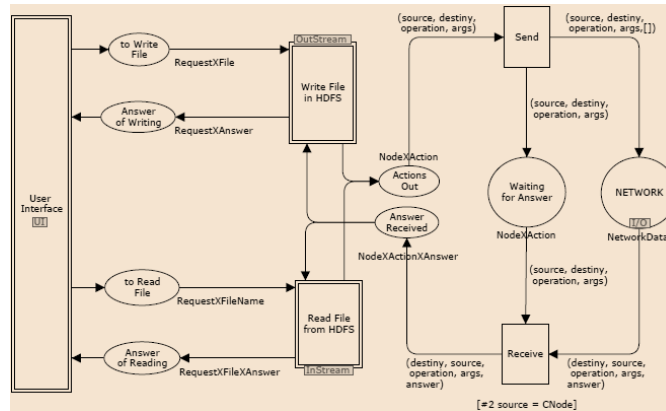 OutStream
to Write
File
RequestXFile
Write File
in HDFS
Answer
of Writing
RequestXAnswer
User
Interface
UI
to Read
File
RequestXFileName
Read File
from HDFS
Answer
of Reading
RequestXFileXAnswer
InStream
NodeXAction
Actions
Out
Answer
Received
NodeXActionXAnswer
(source, destiny,
operation, args)
Send
(source, destiny,
operation, args,[])
(source, destiny,
operation, args)
Waiting
for Answer
NodeXAction
NETWORK
I/O
NetworkData
(source, destiny,
operation, args)
Receive
(destiny, source,
operation, args,
answer)
(destiny, source,
operation, args,
answer)
[#2 source = CNode]